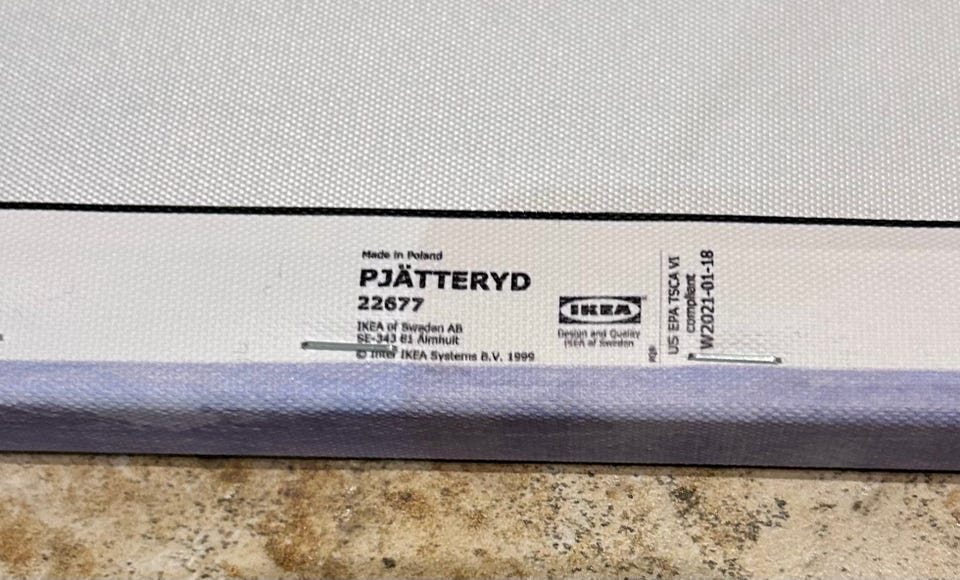 Made in Poland
PJÄTTERYD
22677
IKEA of Sweden AB
SE-343 81 Älmhult
© Inter IKEA Systems B.V. 1999
IKEA
Design and Quality
IKEA of Sweden
US EPA TSCA VI
compliant
W2021-01-18